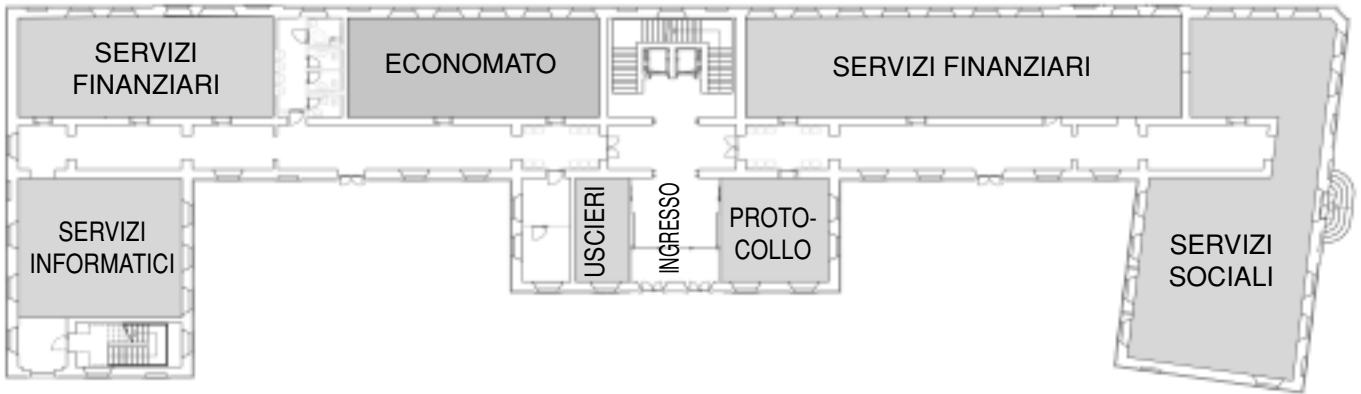 SERVIZI
FINANZIARI
ECONOMATO
SERVIZI FINANZIARI
SERVIZI
INFORMATICI
USCIERI
INGRESSO
PROTO-
COLLO
SERVIZI
SOCIALI